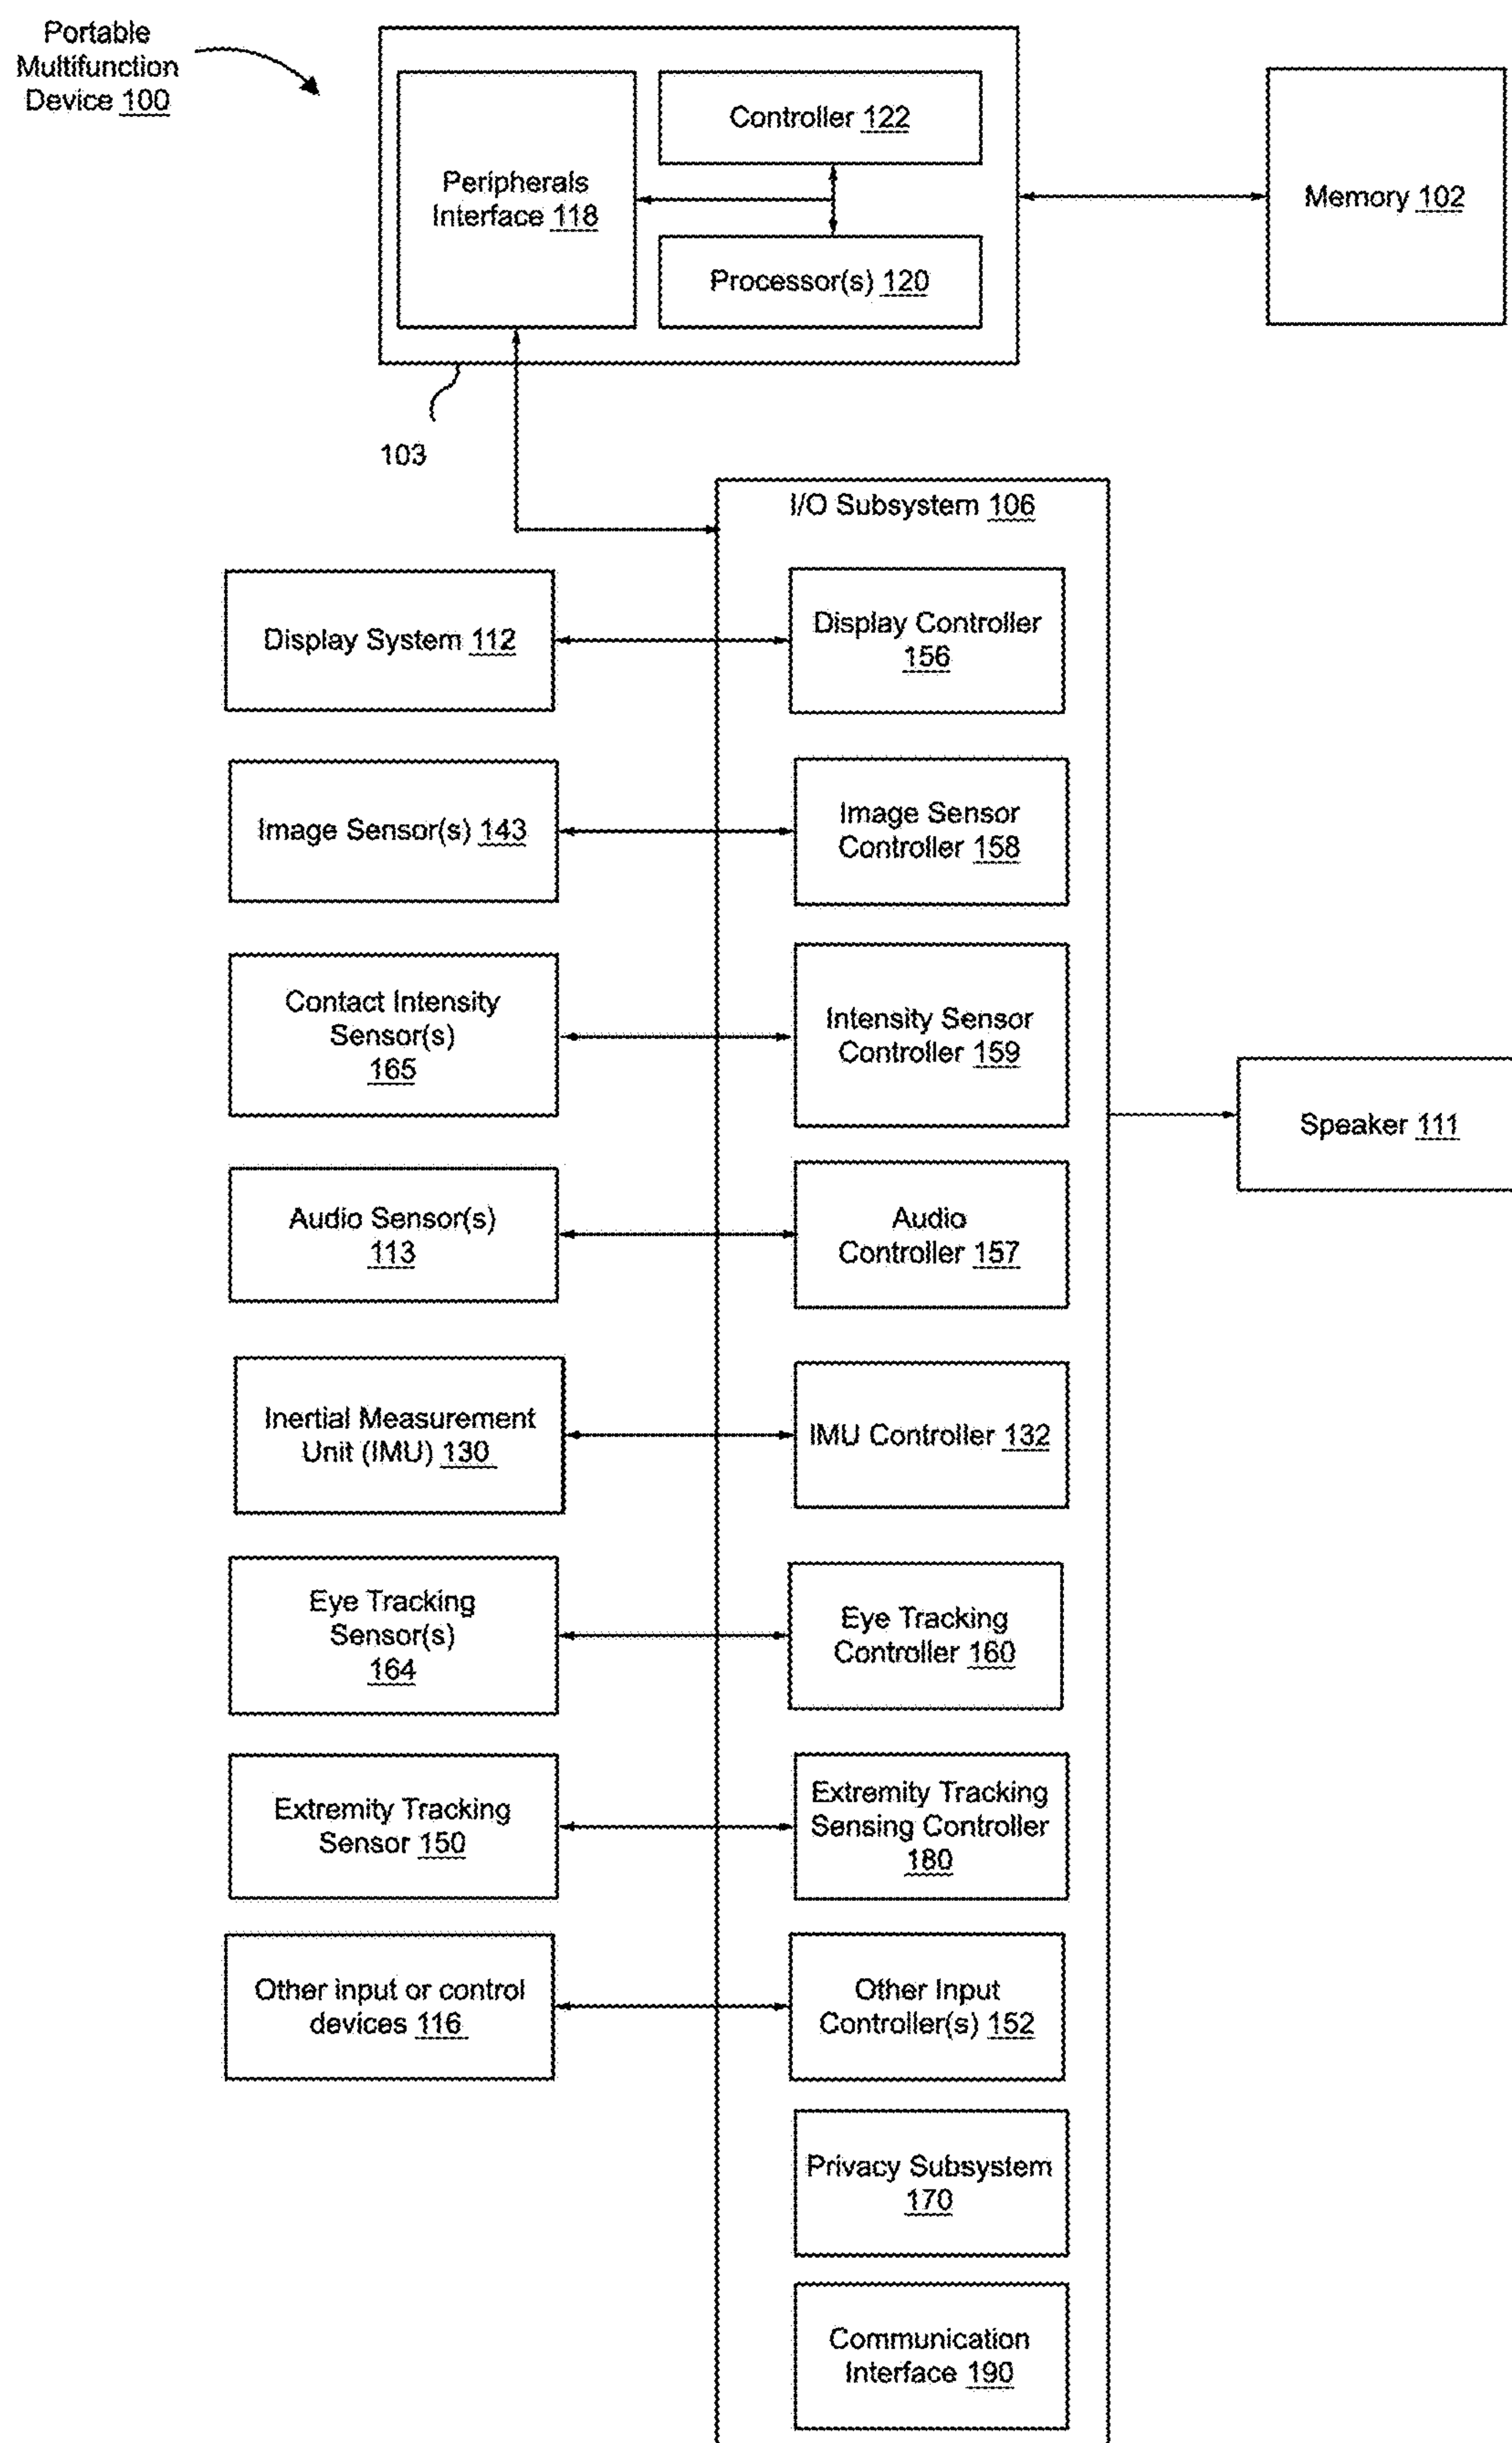 Portable
Multifunction
Device 100
Controller 122
Peripherals
Interface 118
Processor(s) 120
Memory 102
103
I/O Subsystem 106
Display System 112
Display Controller
156
Image Sensor(s) 143
Image Sensor
Controller 158
Contact Intensity
Sensor(s)
165
Intensity Sensor
Controller 159
Speaker 111
Audio Sensor(s)
113
Audio
Controller 157
Inertial Measurement
Unit (IMU) 130
IMU Controller 132
Eye Tracking
Sensor(s)
164
Eye Tracking
Controller 160
Extremity Tracking
Sensor 150
Extremity Tracking
Sensing Controller
180
Other input or control
devices 116
Other Input
Controller(s) 152
Privacy Subsystem
170
Communication
Interface 190